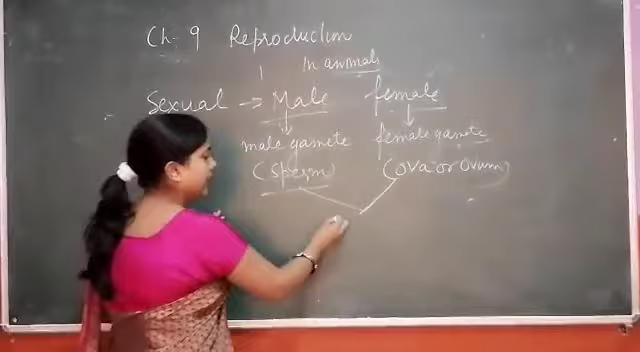 Ch-9 Reproduction
In animals
Sexual → Male female
male gamete female gamete
(sperm) (ova or ovum)